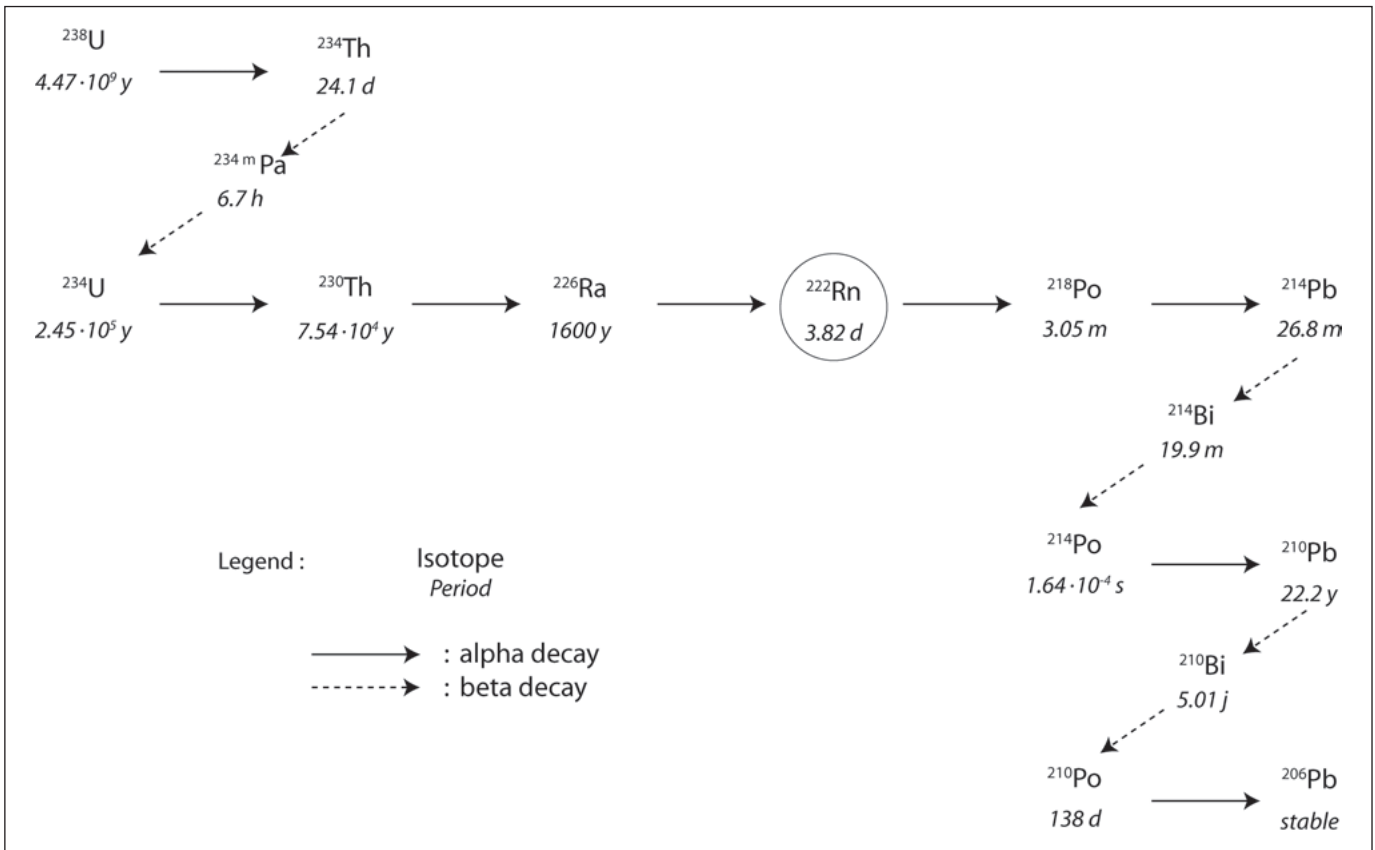 ²³⁸U
4.47·10⁹ y
²³⁴Th
24.1 d
²³⁴ ᵐ Pa
6.7 h
²³⁴U
2.45·10⁵ y
²³⁰Th
7.54·10⁴ y
²²⁶Ra
1600 y
²²²Rn
3.82 d
²¹⁸Po
3.05 m
²¹⁴Pb
26.8 m
²¹⁴Bi
19.9 m
²¹⁴Po
1.64·10⁻⁴ s
²¹⁰Pb
22.2 y
²¹⁰Bi
5.01 j
²¹⁰Po
138 d
²⁰⁶Pb
stable
Legend :
Isotope
Period
: alpha decay
: beta decay